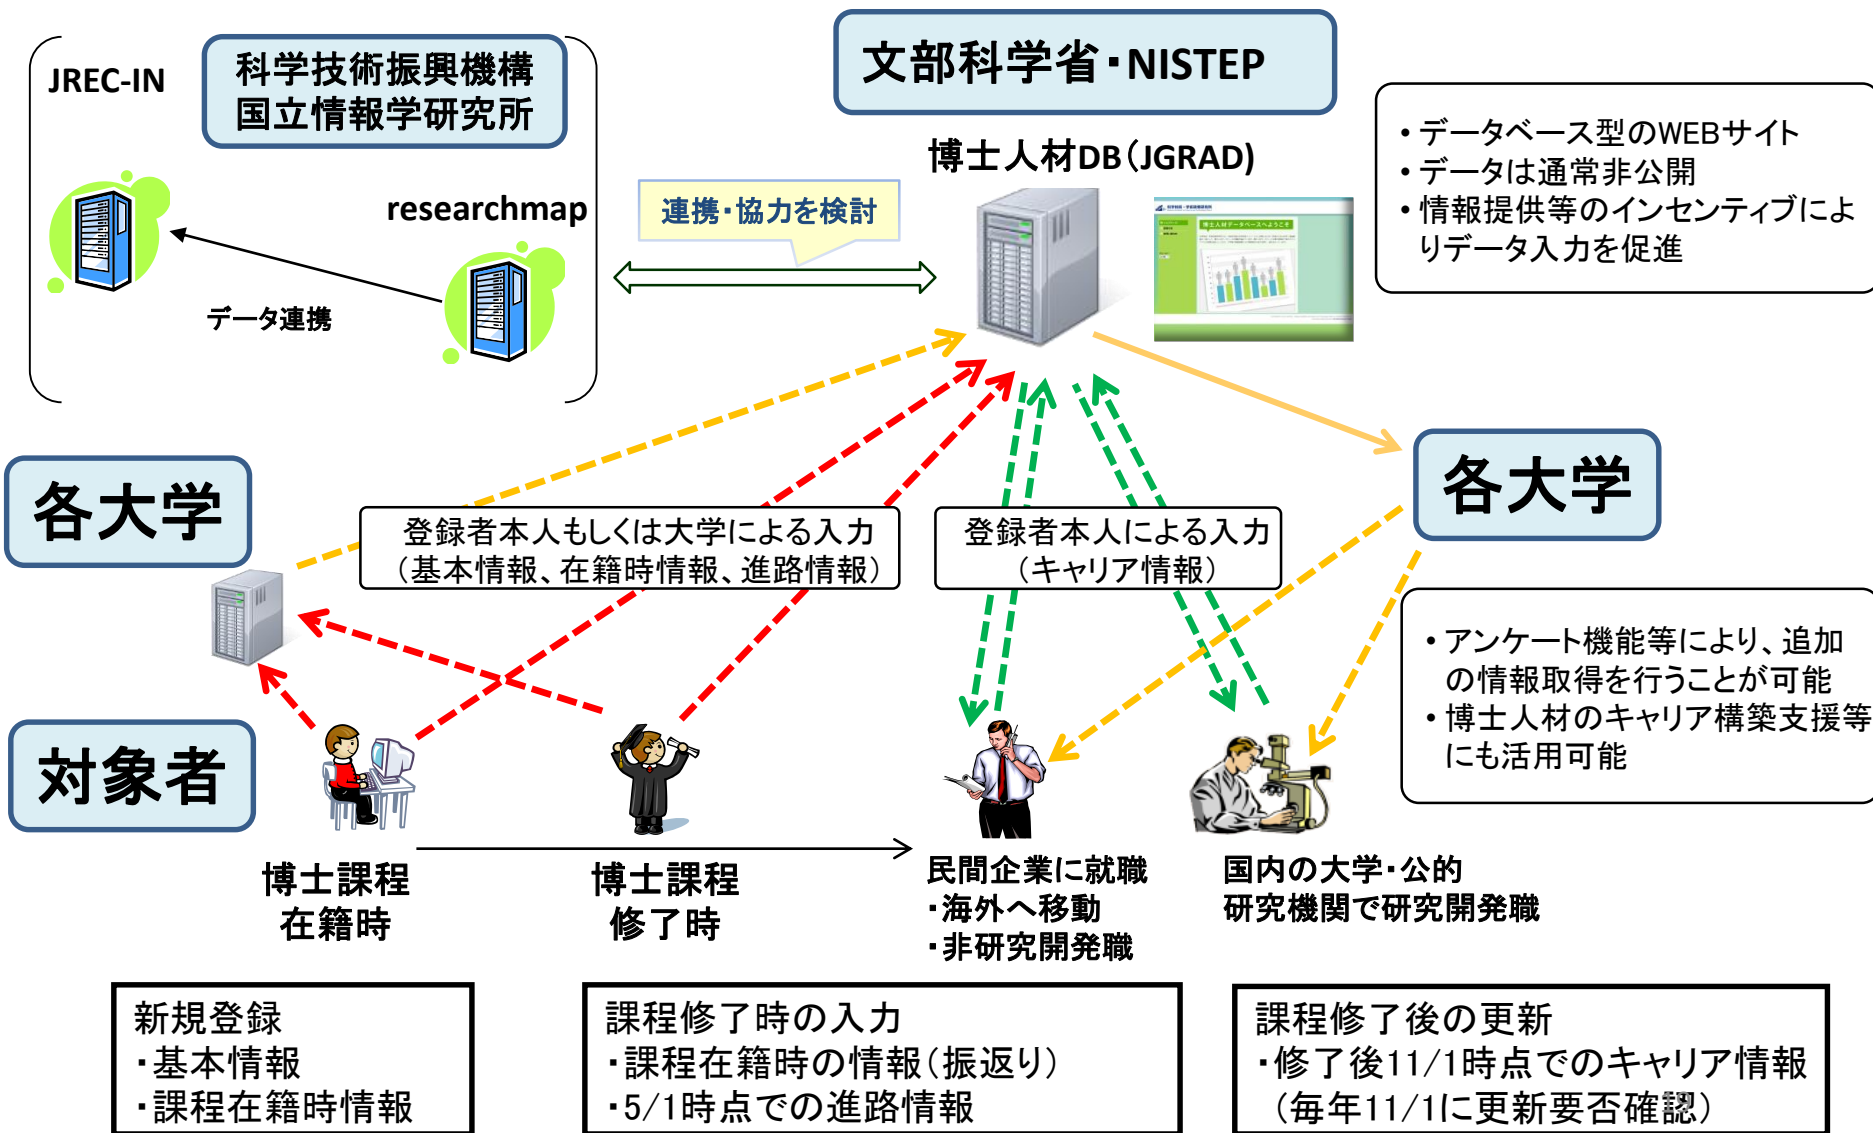 JREC-IN
科学技術振興機構
国立情報学研究所
researchmap
データ連携
連携・協力を検討
文部科学省・NISTEP
博士人材DB（JGRAD)
博士人材データベースへようこそ
• データベース型のWEBサイト
• データは通常非公開
• 情報提供等のインセンティブによ
りデータ入力を促進
各大学
登録者本人もしくは大学による入力
（基本情報、在籍時情報、進路情報）
登録者本人による入力
（キャリア情報）
各大学
• アンケート機能等により、追加
の情報取得を行うことが可能
• 博士人材のキャリア構築支援等
にも活用可能
対象者
博士課程
在籍時
博士課程
修了時
民間企業に就職
・海外へ移動
・非研究開発職
国内の大学・公的
研究機関で研究開発職
新規登録
・基本情報
・課程在籍時情報
課程修了時の入力
・課程在籍時の情報（振返り）
・5/1時点での進路情報
課程修了後の更新
・修了後11/1時点でのキャリア情報
（毎年11/1に更新要否確認）